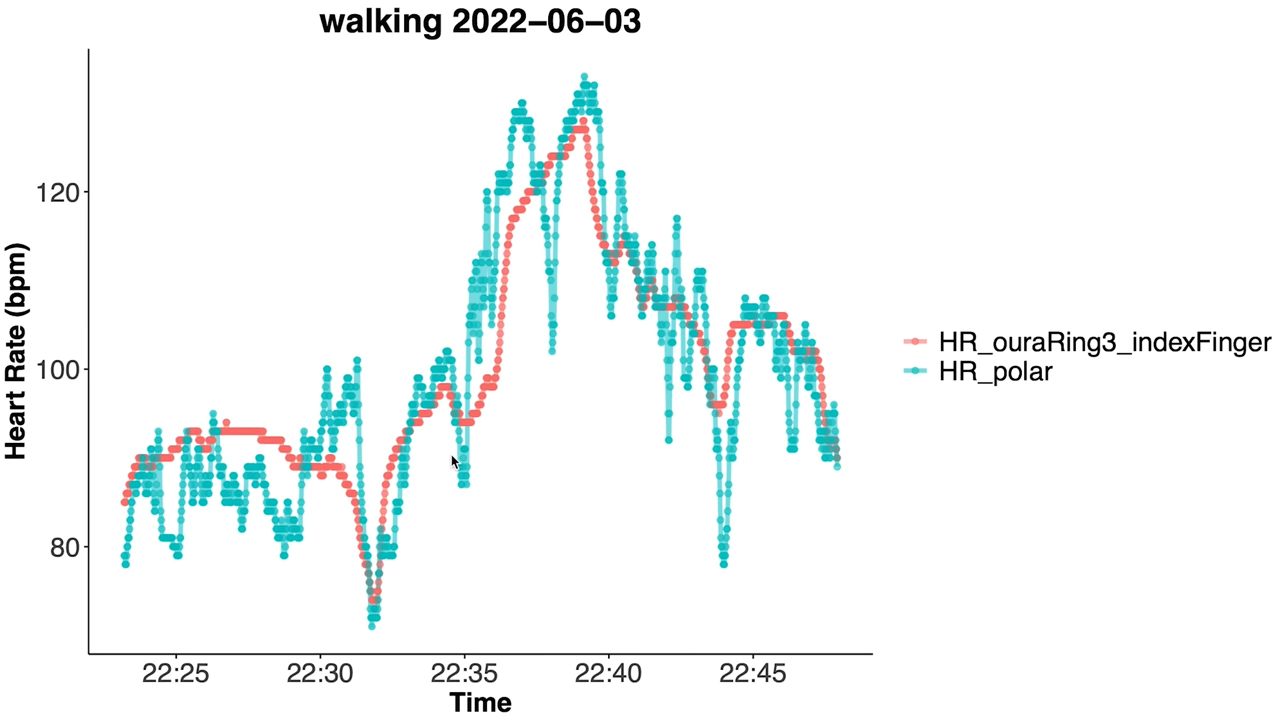 walking 2022–06–03
Heart Rate (bpm)
120
100
80
22:25 22:30 22:35 22:40 22:45
Time
HR_ouraRing3_indexFinger
HR_polar